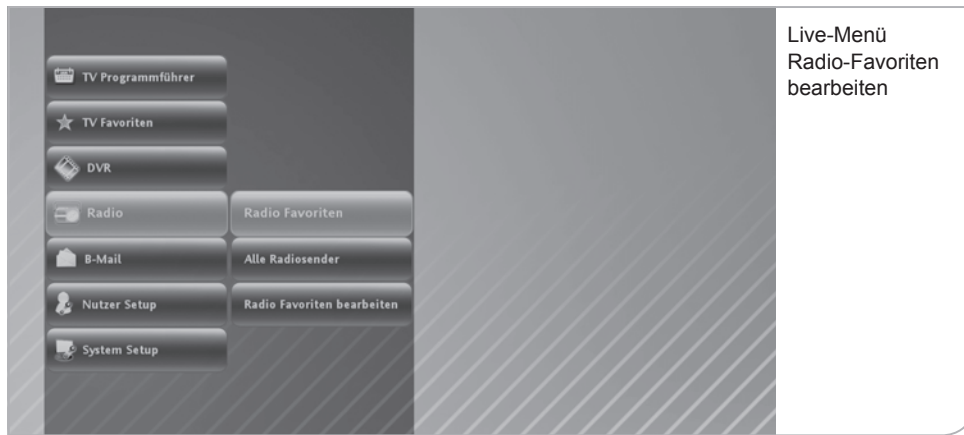 TV Programmführer
TV Favoriten
DVR
Radio
B-Mail
Nutzer Setup
System Setup
Radio Favoriten
Alle Radiosender
Radio Favoriten bearbeiten
Live-Menü
Radio-Favoriten
bearbeiten